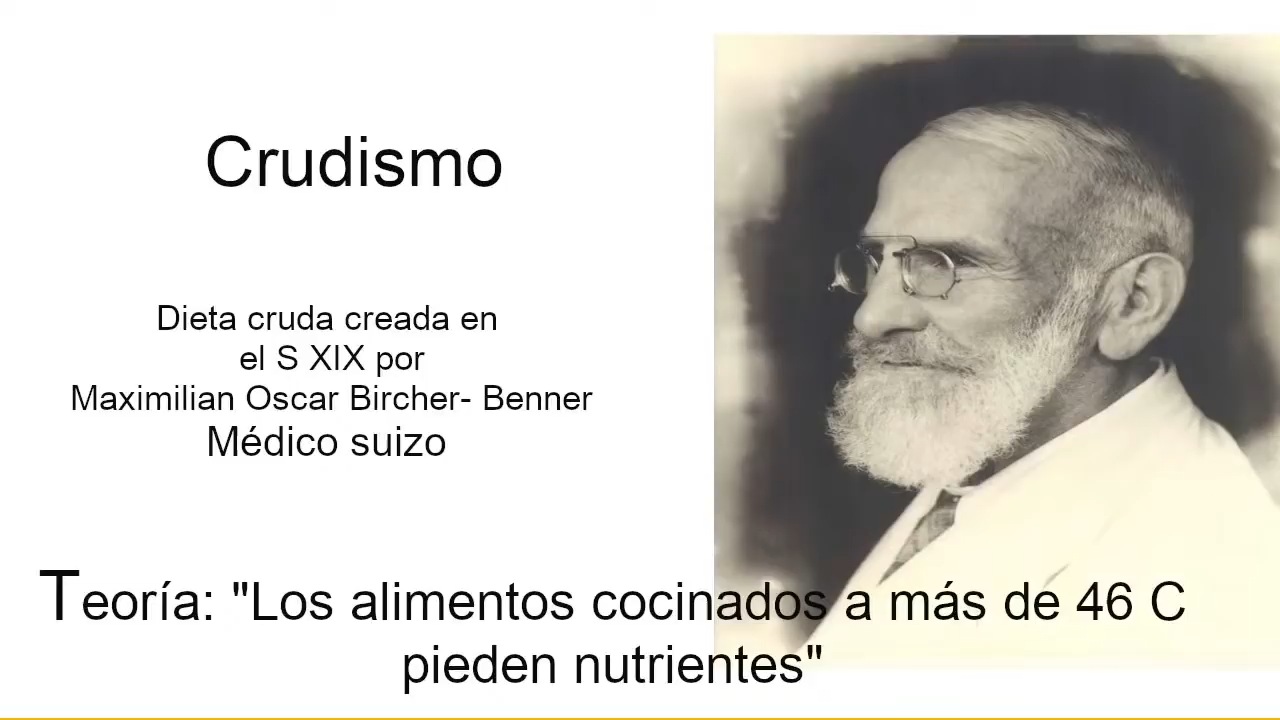 Crudismo
Dieta cruda creada en
el S XIX por
Maximilian Oscar Bircher- Benner
Médico suizo
Teoría: "Los alimentos cocinados a más de 46 C
pieden nutrientes"